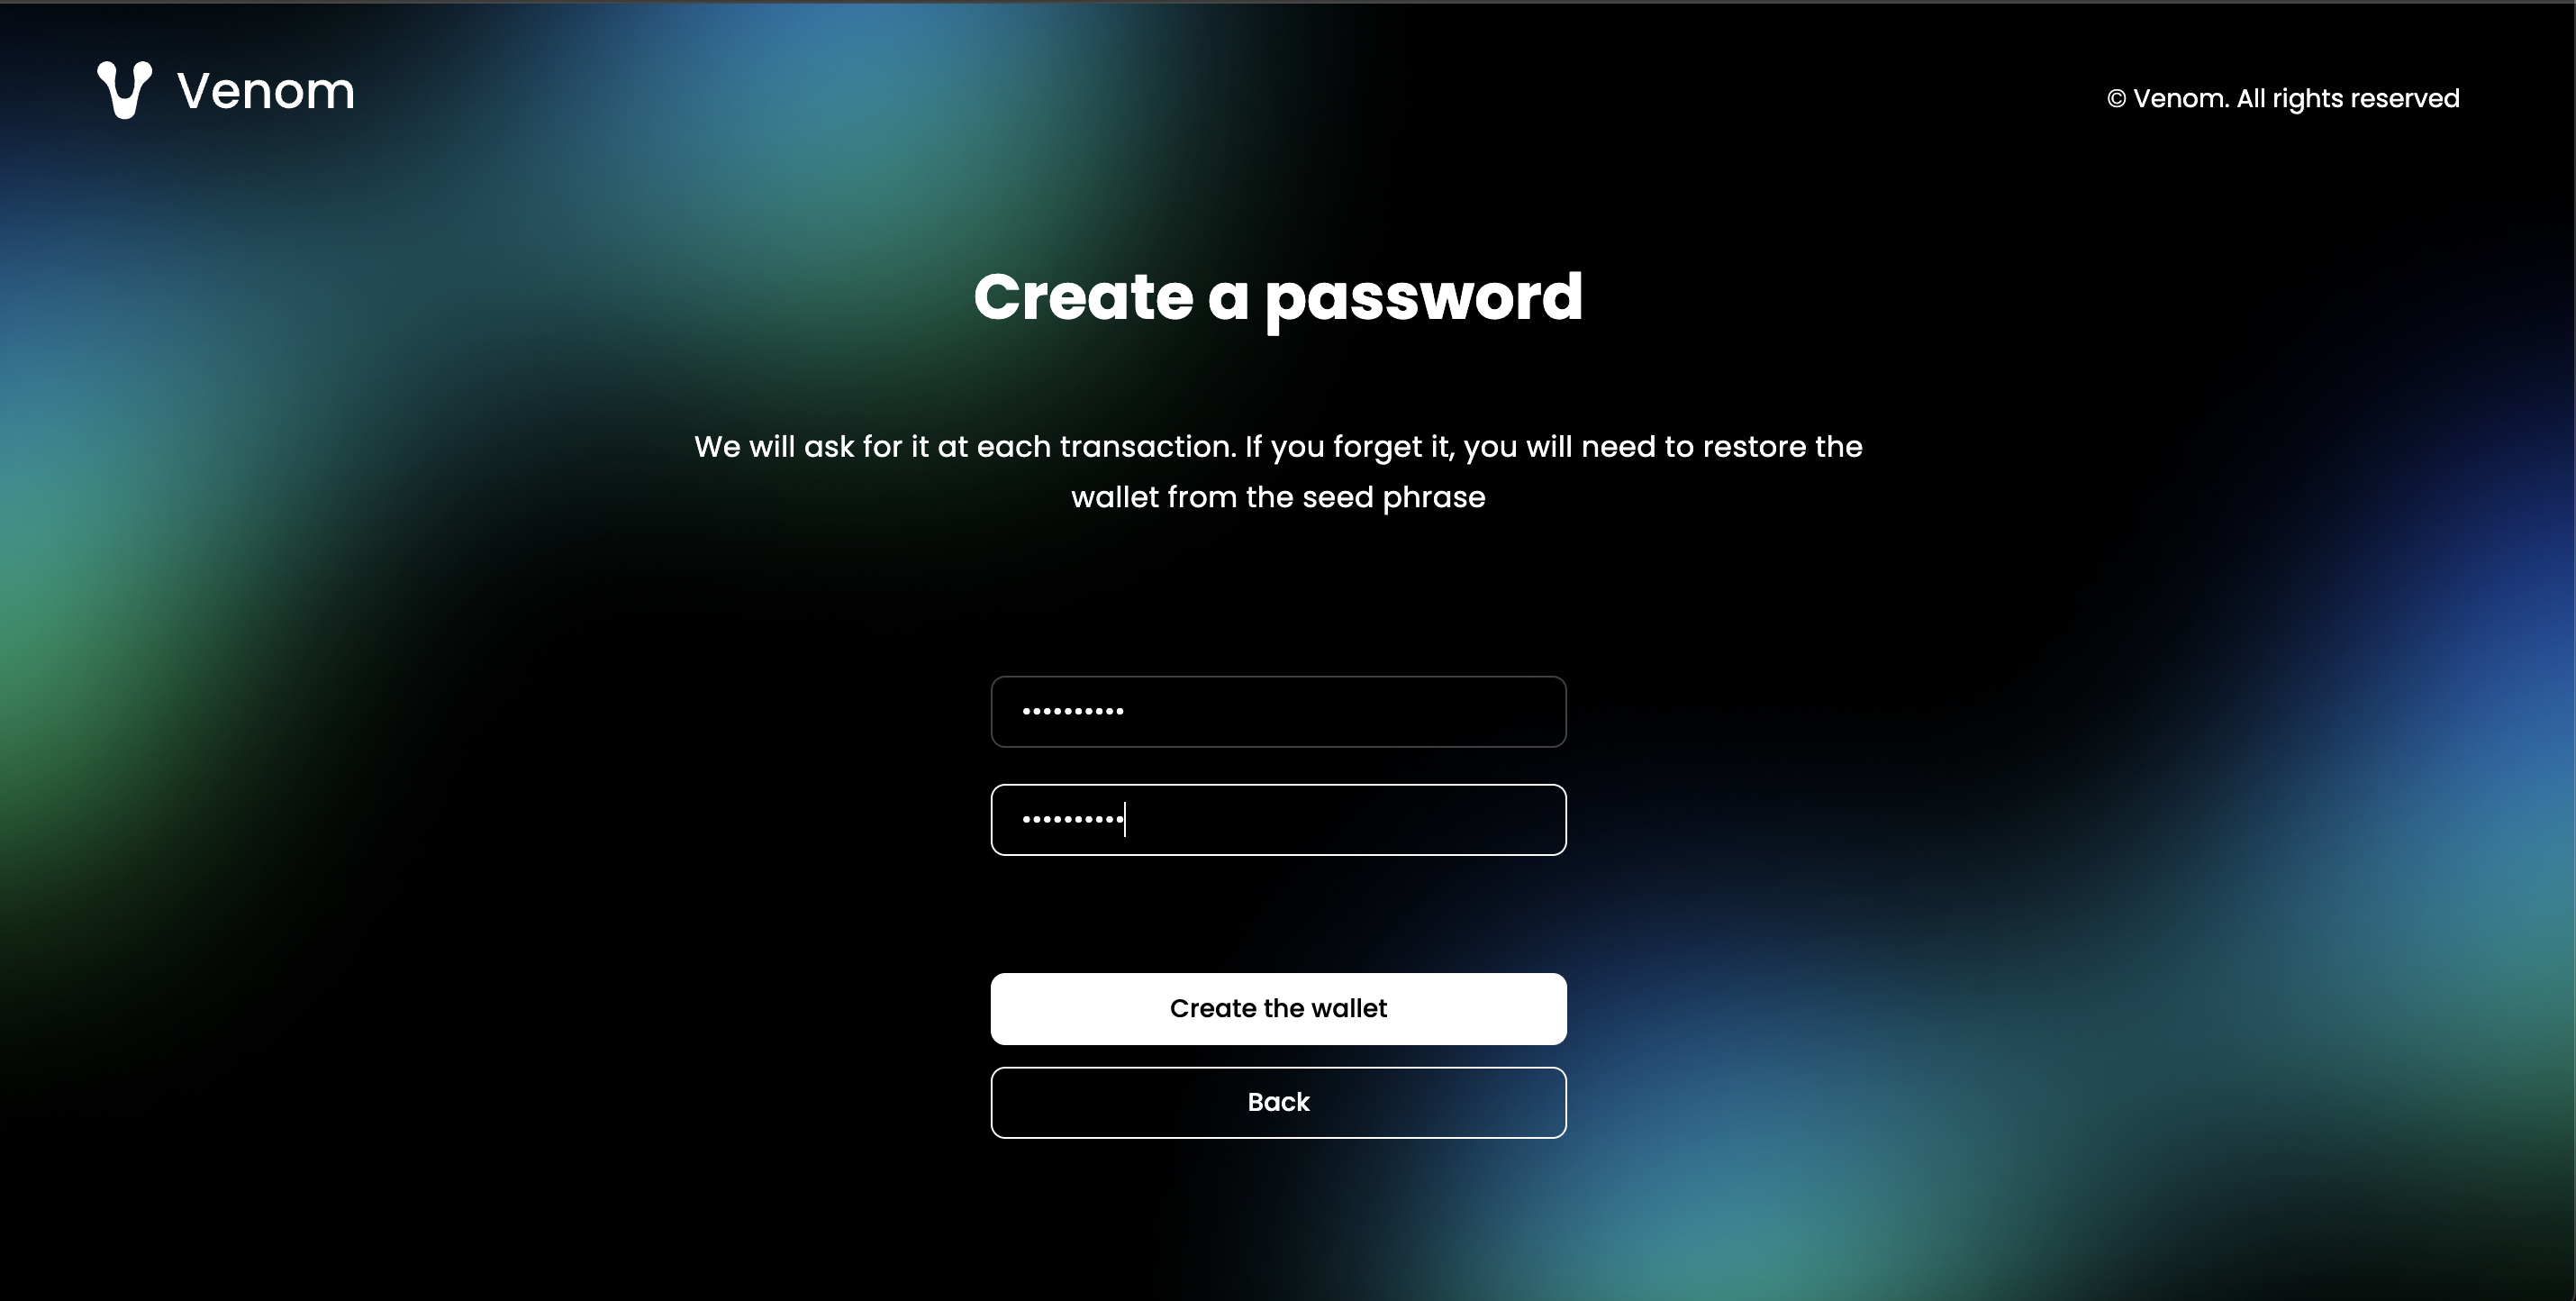 Venom
© Venom. All rights reserved
Create a password
We will ask for it at each transaction. If you forget it, you will need to restore the
wallet from the seed phrase
••••••••••
••••••••••
Create the wallet
Back